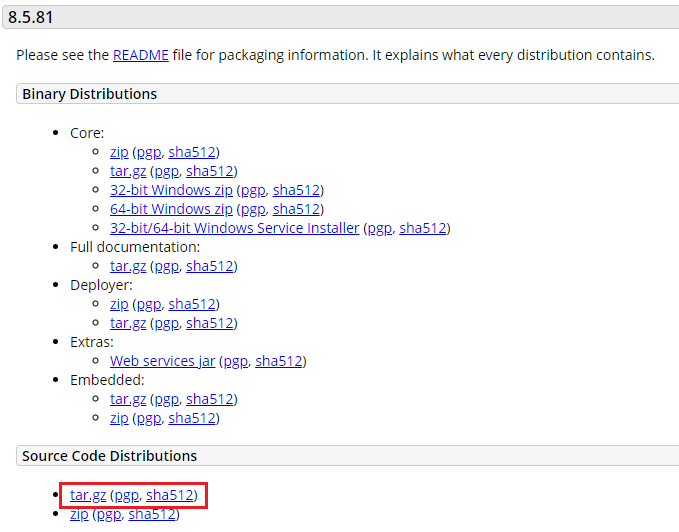 8.5.81
Please see the README file for packaging information. It explains what every distribution contains.
Binary Distributions
Core:
zip (pgp, sha512)
tar.gz (pgp, sha512)
32-bit Windows zip (pgp, sha512)
64-bit Windows zip (pgp, sha512)
32-bit/64-bit Windows Service Installer (pgp, sha512)
Full documentation:
tar.gz (pgp, sha512)
Deployer:
zip (pgp, sha512)
tar.gz (pgp, sha512)
Extras:
Web services jar (pgp, sha512)
Embedded:
tar.gz (pgp, sha512)
zip (pgp, sha512)
Source Code Distributions
tar.gz (pgp, sha512)
zip (pgp, sha512)